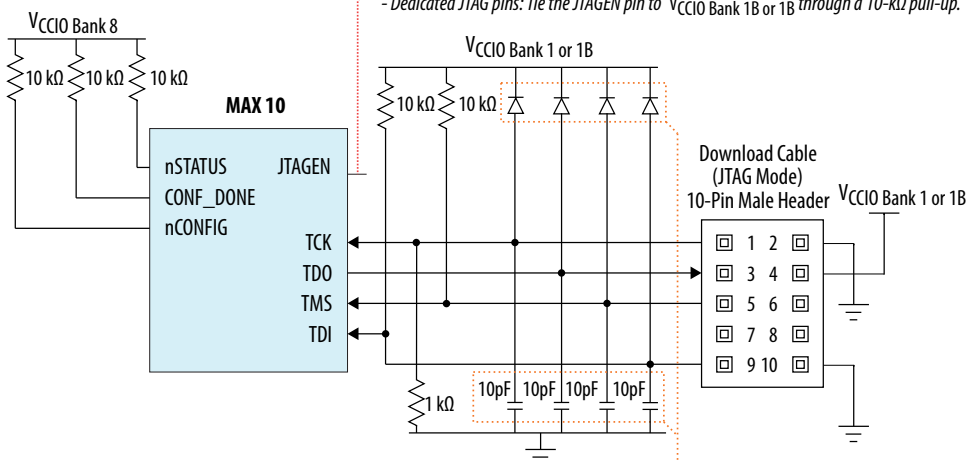 - Dedicated JTAG pins: Tie the JTAGEN pin to VCCIO Bank 1B or 1B through a 10-kΩ pull-up.
VCCIO Bank 8
VCCIO Bank 1 or 1B
10 kΩ 10 kΩ 10 kΩ
10 kΩ 10 kΩ
MAX 10
nSTATUS JTAGEN
CONF_DONE
nCONFIG
TCK
TDO
TMS
TDI
Download Cable
(JTAG Mode)
10-Pin Male Header
VCCIO Bank 1 or 1B
1 2
3 4
5 6
7 8
9 10
10pF 10pF 10pF 10pF
1 kΩ